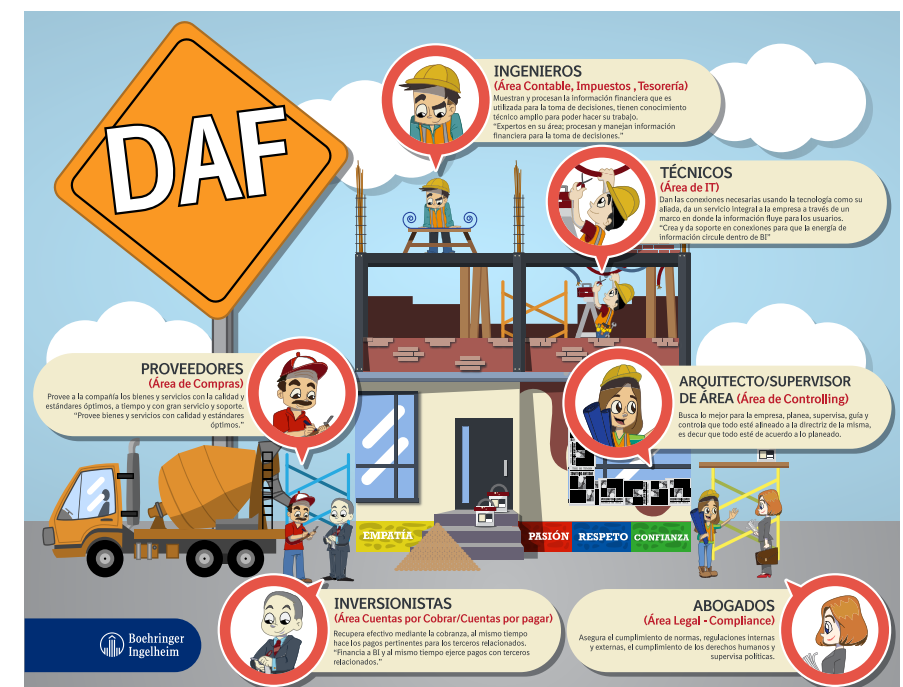 DAF
INGENIEROS
(Área Contable, Impuestos , Tesorería)
Muestran y procesan la información financiera que es
utilizada para la toma de decisiones, tienen conocimiento
técnico amplio para poder hacer su trabajo.
“Expertos en su área; procesan y manejan información
financiera para la toma de decisiones.”
TÉCNICOS
(Área de IT)
Dan las conexiones necesarias usando la tecnología como su
aliada, da un servicio integral a la empresa a través de un
marco en donde la información fluye para los usuarios.
“Crea y da soporte en conexiones para que la energía de
información circule dentro de BI”
PROVEEDORES
(Área de Compras)
Provee a la compañía los bienes y servicios con la calidad y
estándares óptimos, a tiempo y con gran servicio y soporte.
“Provee bienes y servicios con calidad y estándares
óptimos.”
ARQUITECTO/SUPERVISOR
DE ÁREA (Área de Controlling)
Busca lo mejor para la empresa, planea, supervisa, guía y
controla que todo esté alineado a la directriz de la misma,
es decur que todo esté de acuerdo a lo planeado.
EMPATÍA
PASIÓN
RESPETO
CONFIANZA
INVERSIONISTAS
(Área Cuentas por Cobrar/Cuentas por pagar)
Recupera efectivo mediante la cobranza, al mismo tiempo
hace los pagos pertinentes para los terceros relacionados.
“Financia a BI y al mismo tiempo ejerce pagos con terceros
relacionados.”
ABOGADOS
(Área Legal - Compliance)
Asegura el cumplimiento de normas, regulaciones internas
y externas, el cumplimiento de los derechos humanos y
supervisa políticas.
Boehringer
Ingelheim